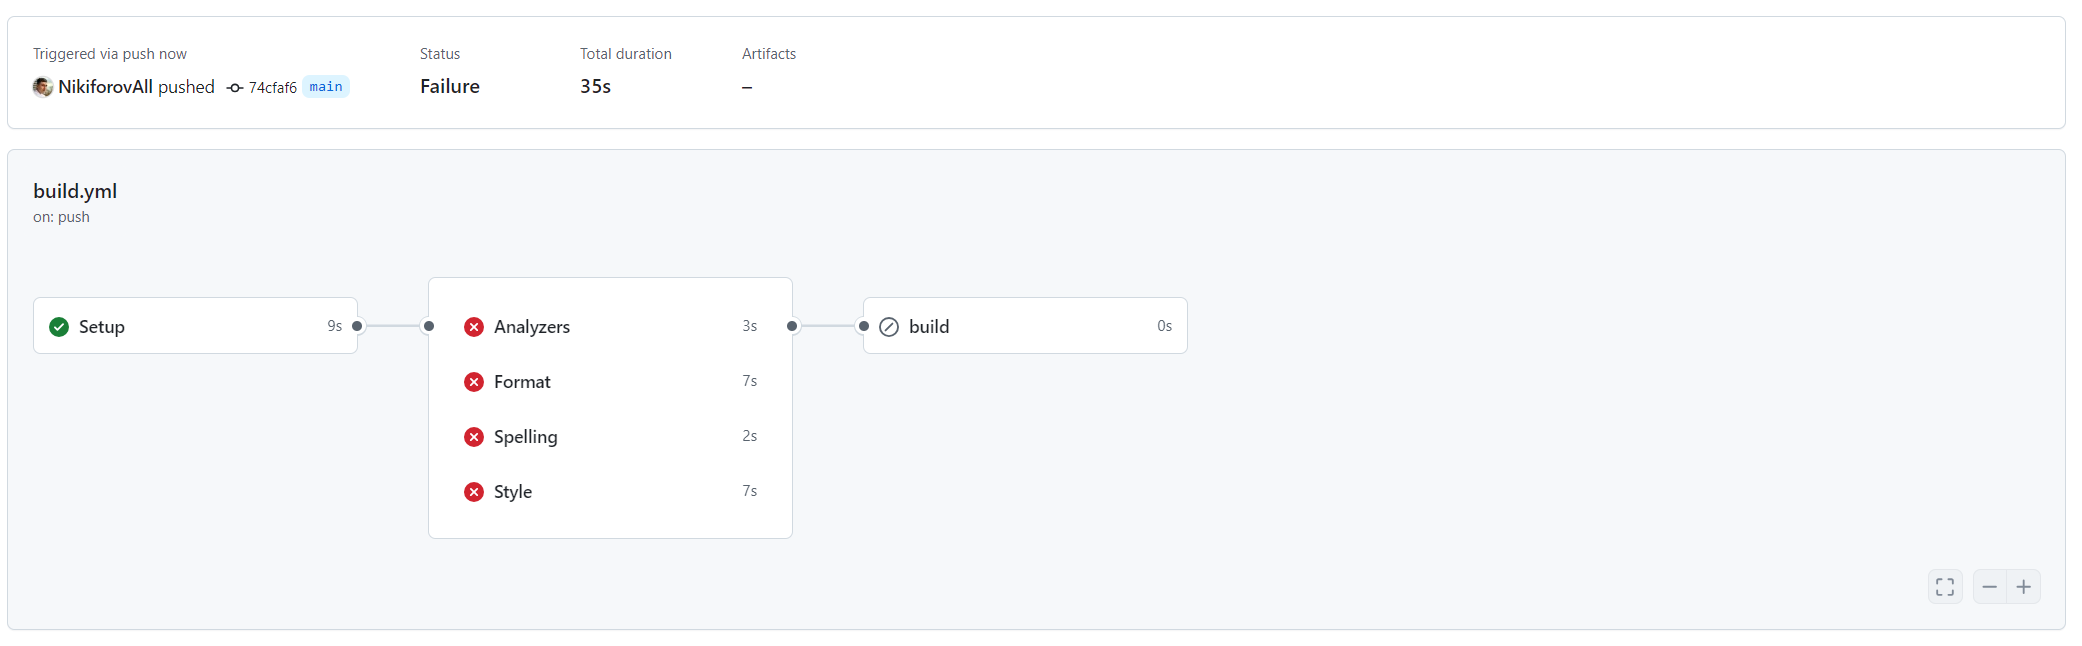 Triggered via push now
NikiforovAll pushed 74cfaf6 main
Status
Failure
Total duration
35s
Artifacts
–
build.yml
on: push
Setup 9s
Analyzers 3s
Format 7s
Spelling 2s
Style 7s
build 0s